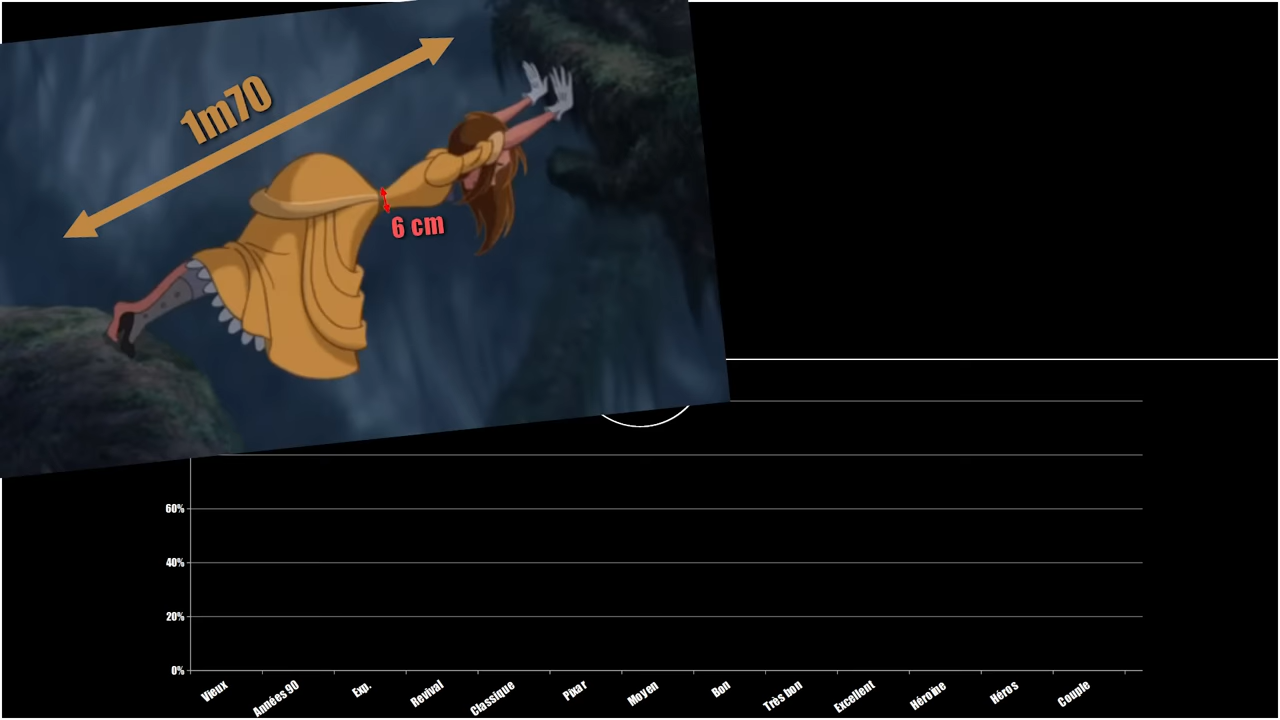 1m70
6 cm
60%
40%
20%
0%
Vieux
Années 90
Exp.
Revival
Classique
Pixar
Moyen
Bon
Très bon
Excellent
Héroïne
Héros
Couple